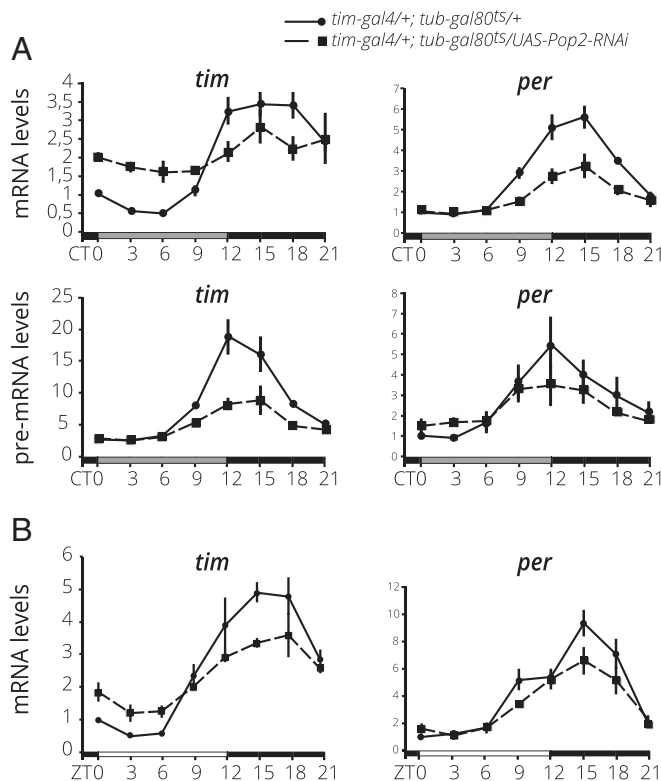 tim-gal4/+; tub-gal80ts/+
tim-gal4/+; tub-gal80ts/UAS-Pop2-RNAi
A
tim
per
mRNA levels
4
3,5
3
2,5
2
1,5
1
0,5
0
7
6
5
4
3
2
1
0
CT0 3 6 9 12 15 18 21
CT0 3 6 9 12 15 18 21
tim
per
pre-mRNA levels
25
20
15
10
5
0
8
7
6
5
4
3
2
1
0
CT0 3 6 9 12 15 18 21
CT0 3 6 9 12 15 18 21
B
tim
per
mRNA levels
6
5
4
3
2
1
0
12
10
8
6
4
2
0
ZT0 3 6 9 12 15 18 21
ZT0 3 6 9 12 15 18 21